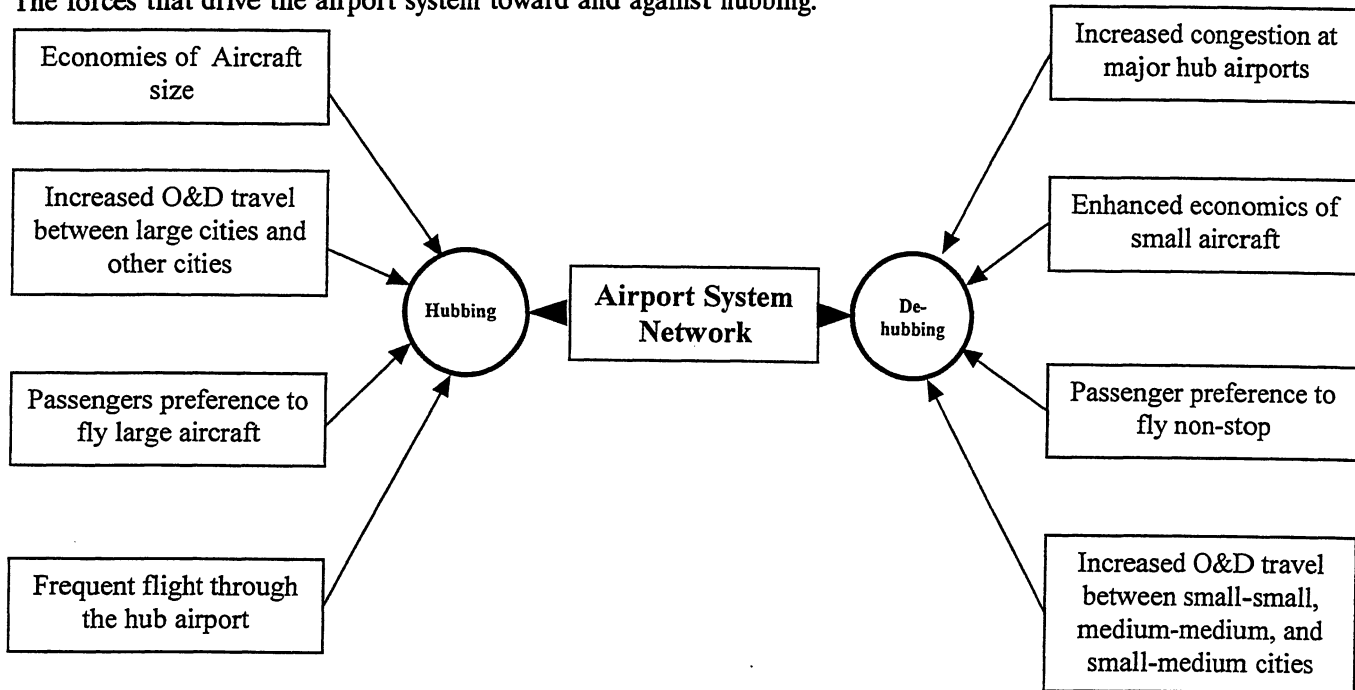 The forces that drive the airport system toward and against hubbing.
Economies of Aircraft
size
Increased O&D travel
between large cities and
other cities
Passengers preference to
fly large aircraft
Frequent flight through
the hub airport
Hubbing
Airport System
Network
De-
hubbing
Increased congestion at
major hub airports
Enhanced economics of
small aircraft
Passenger preference to
fly non-stop
Increased O&D travel
between small-small,
medium-medium, and
small-medium cities